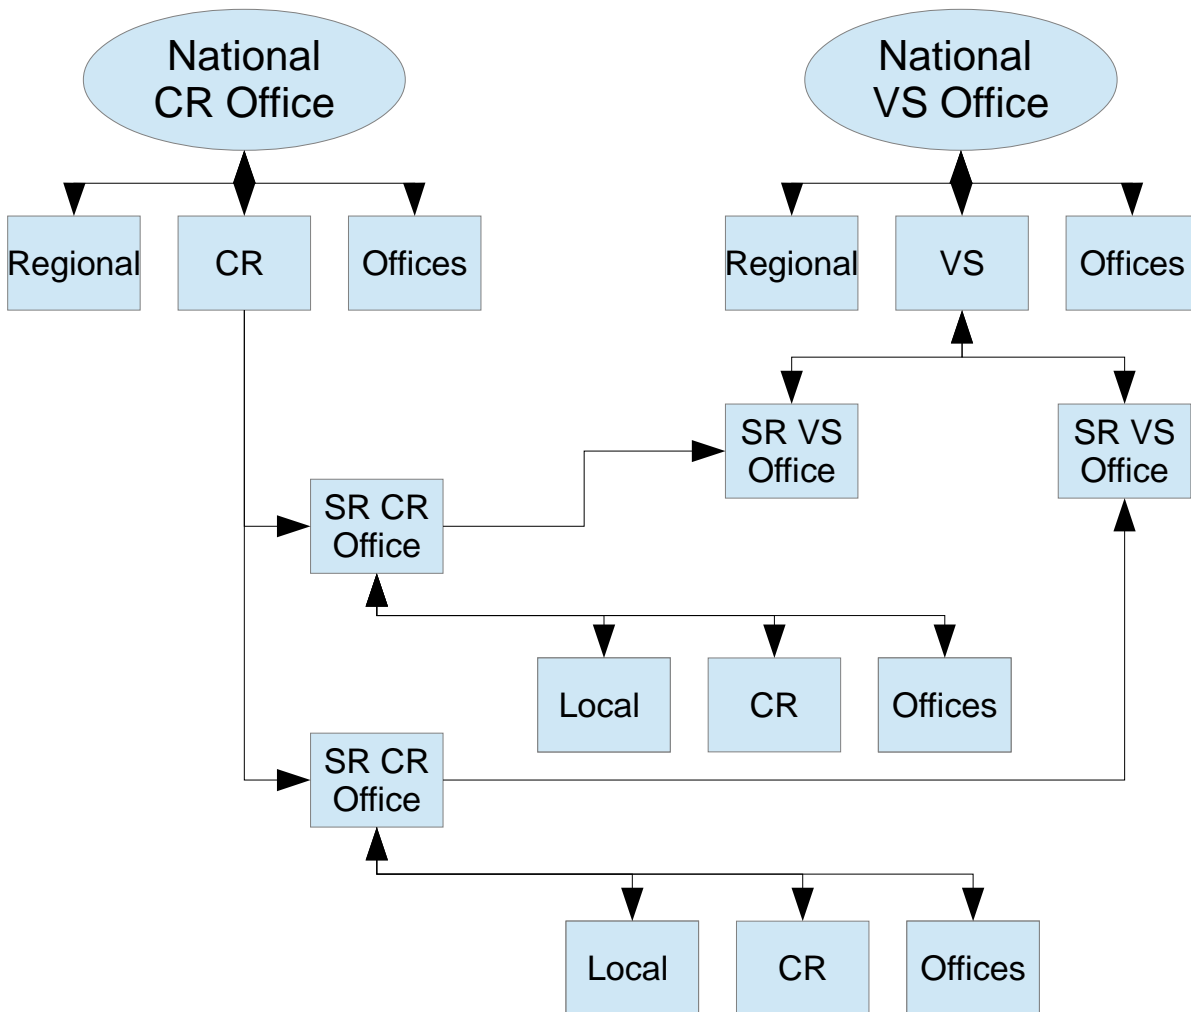 National
CR Office
National
VS Office
Regional
CR
Offices
Regional
VS
Offices
SR VS
Office
SR VS
Office
SR CR
Office
Local
CR
Offices
SR CR
Office
Local
CR
Offices